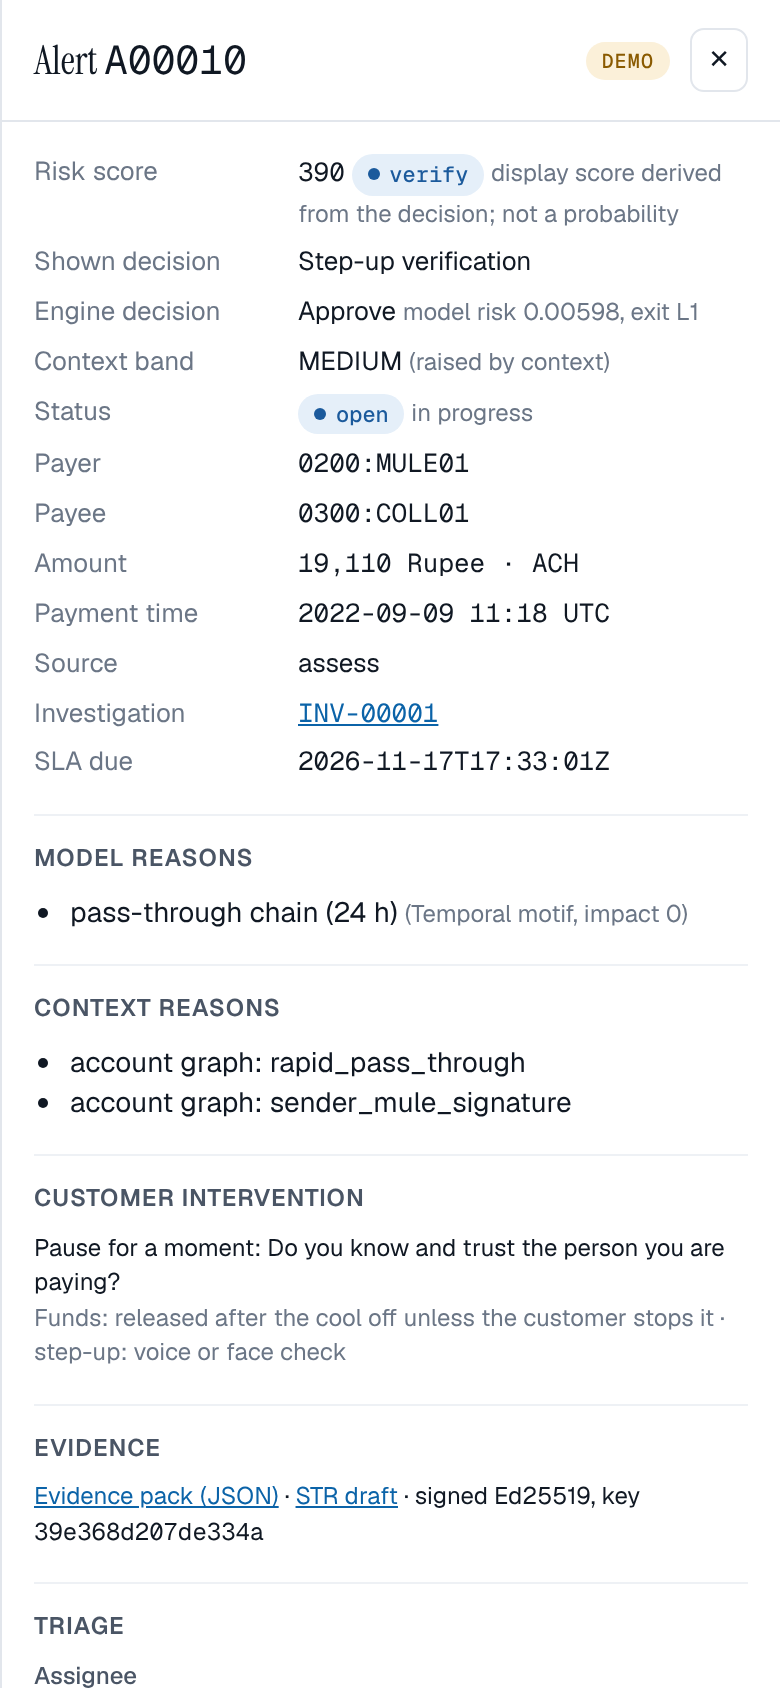 Alert A00010
DEMO
×
Risk score
390 verify display score derived
from the decision; not a probability
Shown decision
Step-up verification
Engine decision
Approve model risk 0.00598, exit L1
Context band
MEDIUM (raised by context)
Status
open in progress
Payer
0200:MULE01
Payee
0300:COLL01
Amount
19,110 Rupee · ACH
Payment time
2022-09-09 11:18 UTC
Source
assess
Investigation
INV-00001
SLA due
2026-11-17T17:33:01Z
MODEL REASONS
• pass-through chain (24 h) (Temporal motif, impact 0)
CONTEXT REASONS
• account graph: rapid_pass_through
• account graph: sender_mule_signature
CUSTOMER INTERVENTION
Pause for a moment: Do you know and trust the person you are
paying?
Funds: released after the cool off unless the customer stops it ·
step-up: voice or face check
EVIDENCE
Evidence pack (JSON) · STR draft · signed Ed25519, key
39e368d207de334a
TRIAGE
Assignee